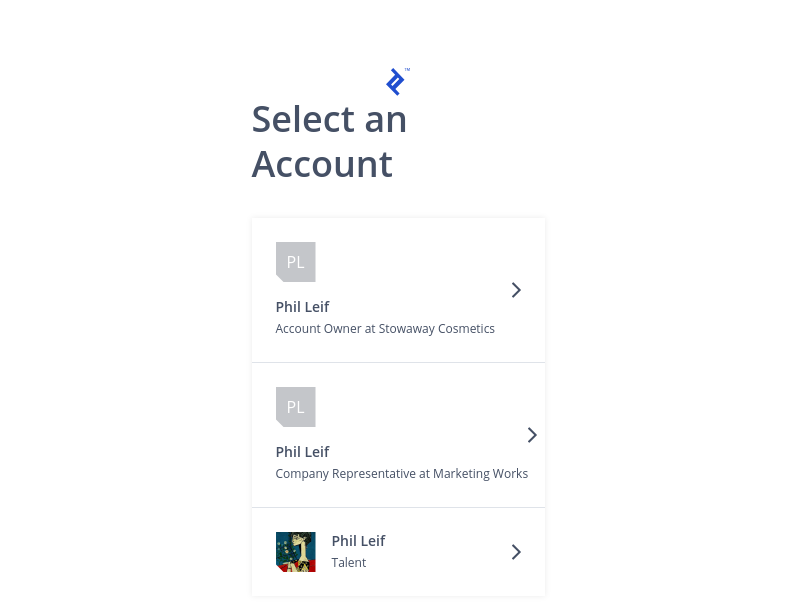 ™
Select an
Account
PL
Phil Leif
Account Owner at Stowaway Cosmetics
PL
Phil Leif
Company Representative at Marketing Works
Phil Leif
Talent